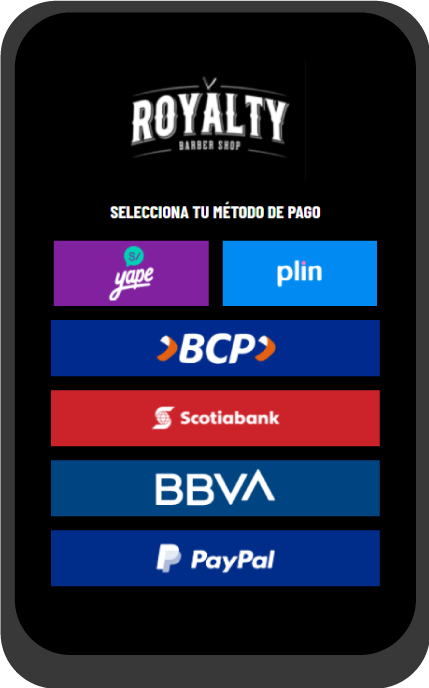 ROYALTY
BARBER SHOP
SELECCIONA TU MÉTODO DE PAGO
S/
yape
plin
BCP
Scotiabank
BBVA
PayPal